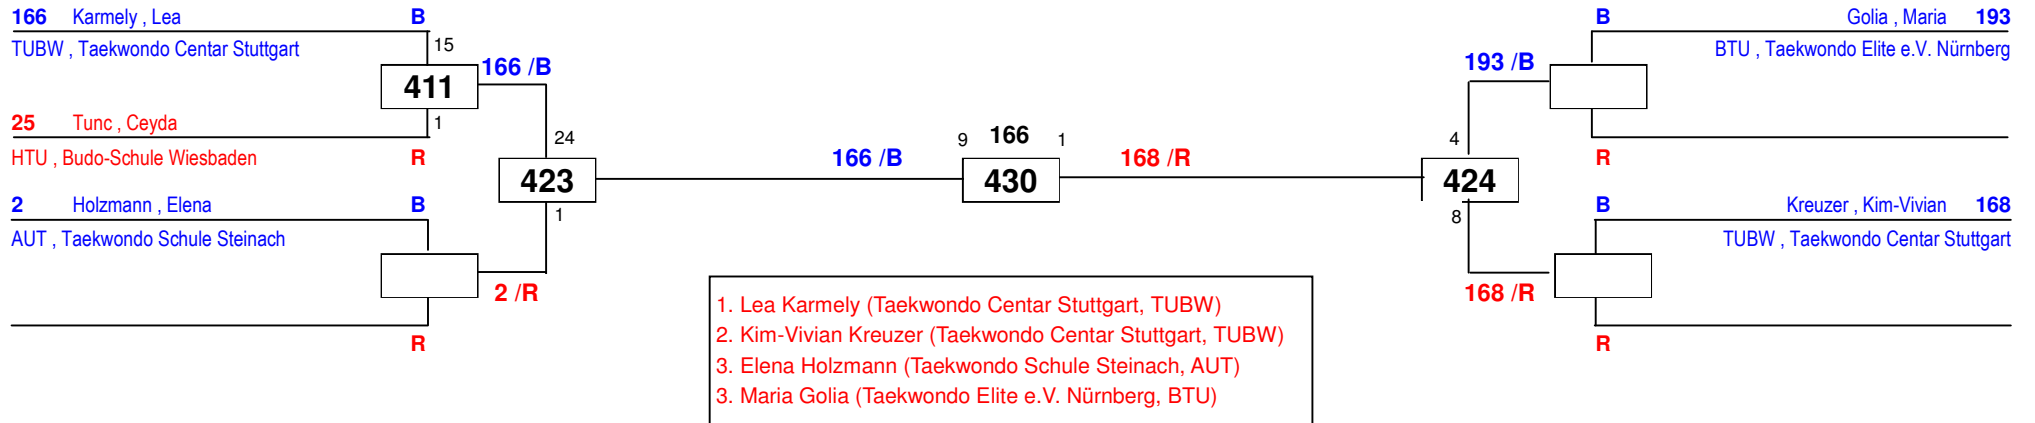 166 Karmely , Lea B
TUBW , Taekwondo Centar Stuttgart
15
411
166 /B
1
25 Tunc , Ceyda
HTU , Budo-Schule Wiesbaden R
24
423
1
2 Holzmann , Elena B
AUT , Taekwondo Schule Steinach
2 /R
R
166 /B
9 166 1
430
168 /R
B Golia , Maria 193
BTU , Taekwondo Elite e.V. Nürnberg
193 /B
R
4
424
8
B Kreuzer , Kim-Vivian 168
TUBW , Taekwondo Centar Stuttgart
168 /R
R
1. Lea Karmely (Taekwondo Centar Stuttgart, TUBW)
2. Kim-Vivian Kreuzer (Taekwondo Centar Stuttgart, TUBW)
3. Elena Holzmann (Taekwondo Schule Steinach, AUT)
3. Maria Golia (Taekwondo Elite e.V. Nürnberg, BTU)